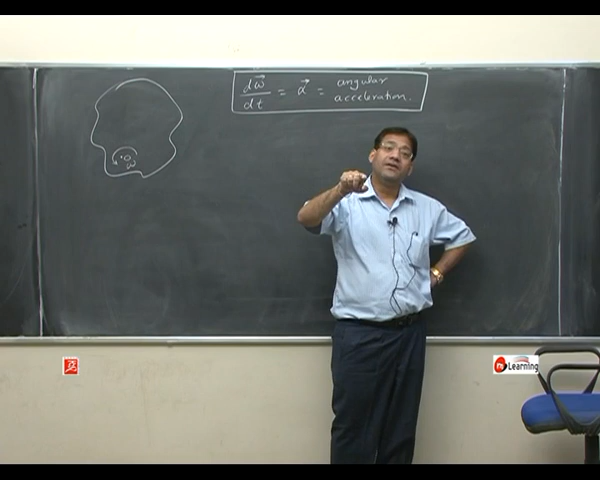 dω⃗/dt = α⃗ = angular acceleration.
ω
Learning